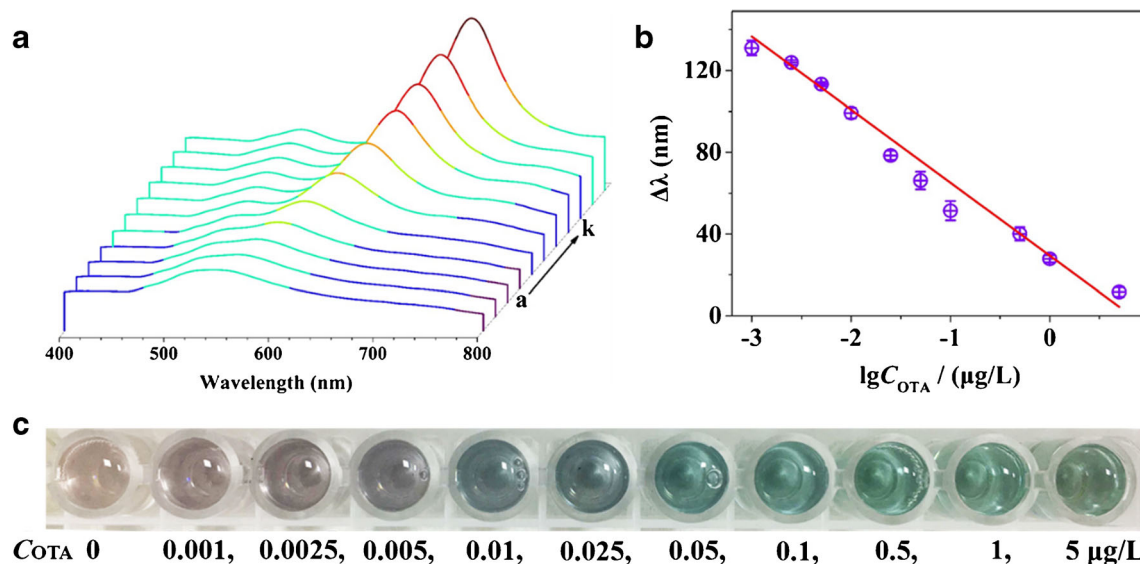 a
k
a
400 500 600 700 800
Wavelength (nm)
b
Δλ (nm)
120
80
40
0
-3 -2 -1 0
lgC_OTA / (μg/L)
c
C_OTA 0 0.001, 0.0025, 0.005, 0.01, 0.025, 0.05, 0.1, 0.5, 1, 5 μg/L